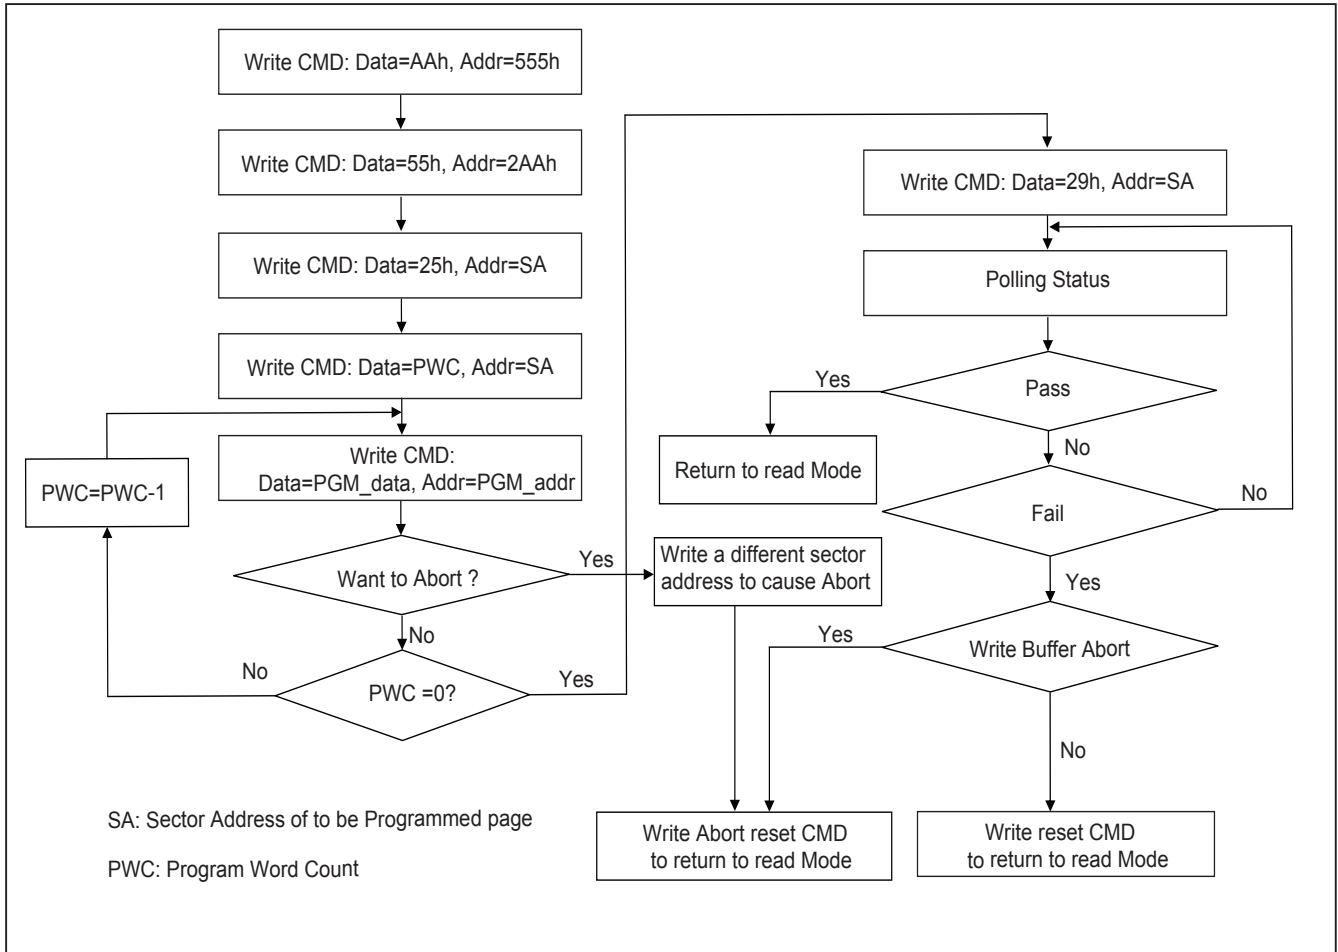 Write CMD: Data=AAh, Addr=555h
Write CMD: Data=55h, Addr=2AAh
Write CMD: Data=25h, Addr=SA
Write CMD: Data=PWC, Addr=SA
Write CMD:
Data=PGM_data, Addr=PGM_addr
PWC=PWC-1
Want to Abort ?
Yes
No
PWC =0?
No
Yes
Write a different sector
address to cause Abort
Write CMD: Data=29h, Addr=SA
Polling Status
Pass
Yes
No
Return to read Mode
Fail
No
Yes
Write Buffer Abort
Yes
No
Write Abort reset CMD
to return to read Mode
Write reset CMD
to return to read Mode
SA: Sector Address of to be Programmed page
PWC: Program Word Count